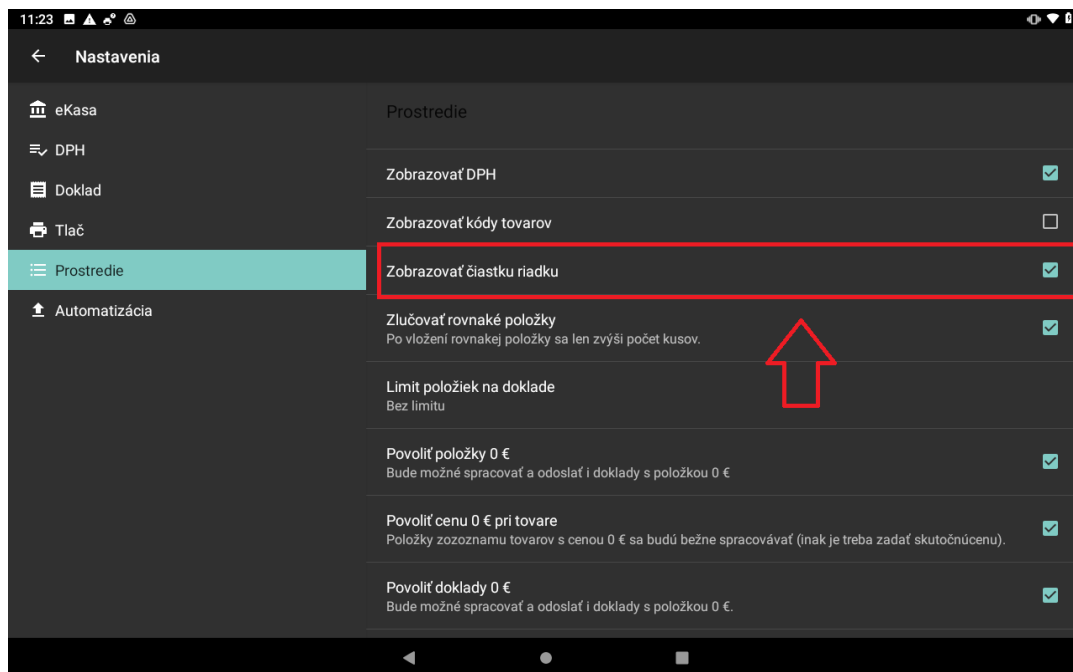 11:23
Nastavenia
eKasa
DPH
Doklad
Tlač
Prostredie
Automatizácia
Prostredie
Zobrazovať DPH
Zobrazovať kódy tovarov
Zobrazovať čiastku riadku
Zlučovať rovnaké položky
Po vložení rovnakej položky sa len zvýši počet kusov.
Limit položiek na doklade
Bez limitu
Povoliť položky 0 €
Bude možné spracovať a odoslať i doklady s položkou 0 €
Povoliť cenu 0 € pri tovare
Položky zozoznamu tovarov s cenou 0 € sa budú bežne spracovávať (inak je treba zadať skutočnúcenu).
Povoliť doklady 0 €
Bude možné spracovať a odoslať i doklady s položkou 0 €.